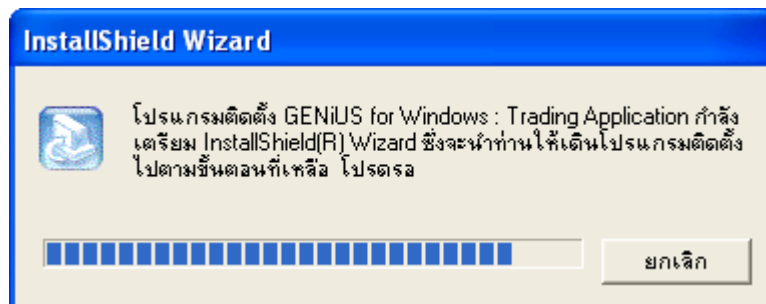 InstallShield Wizard
โปรแกรมติดตั้ง GENiUS for Windows : Trading Application กำลัง
เตรียม InstallShield(R) Wizard ซึ่งจะนำท่านให้เดินโปรแกรมติดตั้ง
ไปตามขั้นตอนที่เหลือ โปรดรอ
ยกเลิก